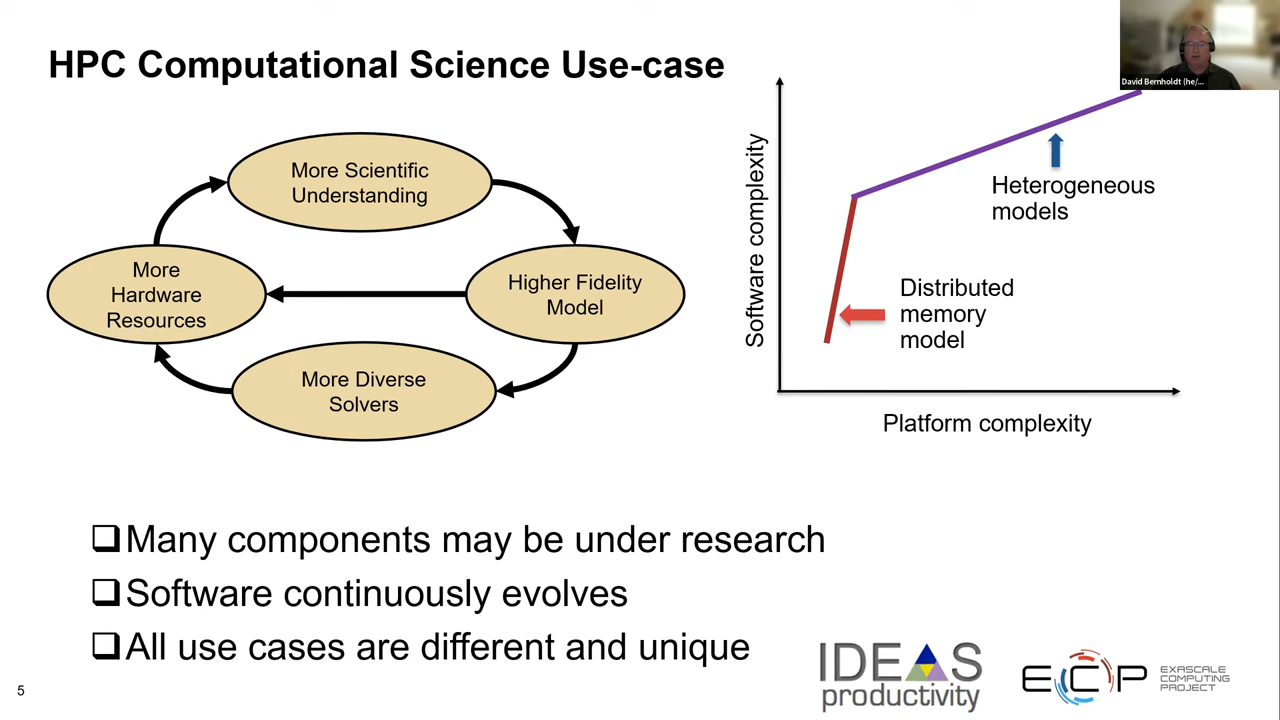 HPC Computational Science Use-case
David Bernholdt (he/...
More Scientific
Understanding
More
Hardware
Resources
Higher Fidelity
Model
More Diverse
Solvers
Software complexity
Heterogeneous
models
Distributed
memory
model
Platform complexity
Many components may be under research
Software continuously evolves
All use cases are different and unique
5
IDEAS
productivity
ECP
EXASCALE
COMPUTING
PROJECT